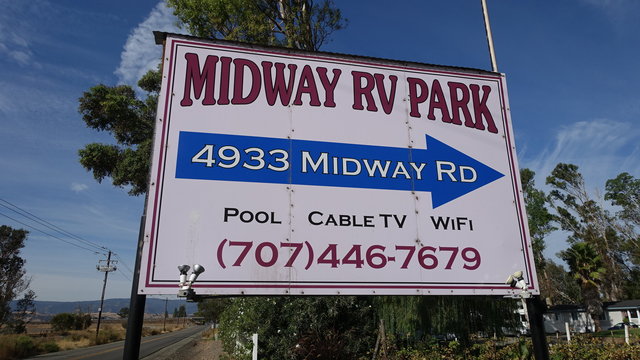 MIDWAY RV PARK
4933 MIDWAY RD
POOL CABLE TV WIFI
(707)446-7679